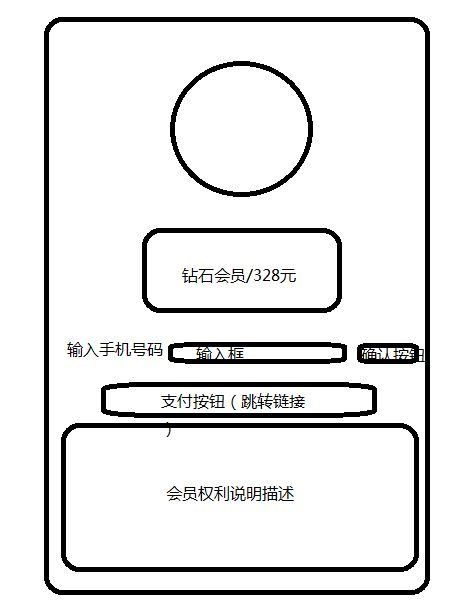 钻石会员/328元
输入手机号码
输入框
确认按钮
支付按钮（跳转链接
）
会员权利说明描述